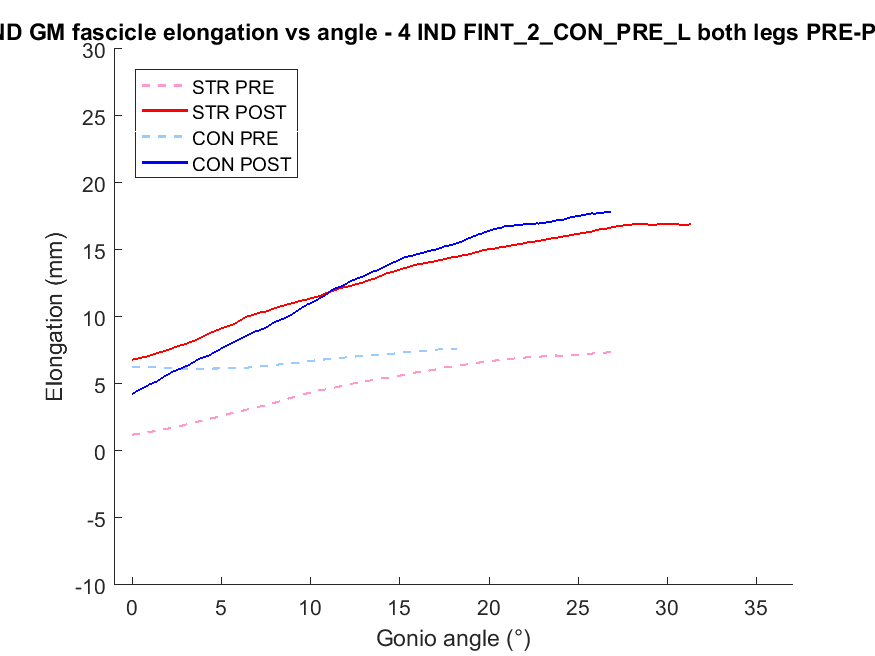 ND GM fascicle elongation vs angle - 4 IND FINT_2_CON_PRE_L both legs PRE-P
30
25
20
15
10
5
0
-5
-10
Elongation (mm)
STR PRE
STR POST
CON PRE
CON POST
0 5 10 15 20 25 30 35
Gonio angle (°)